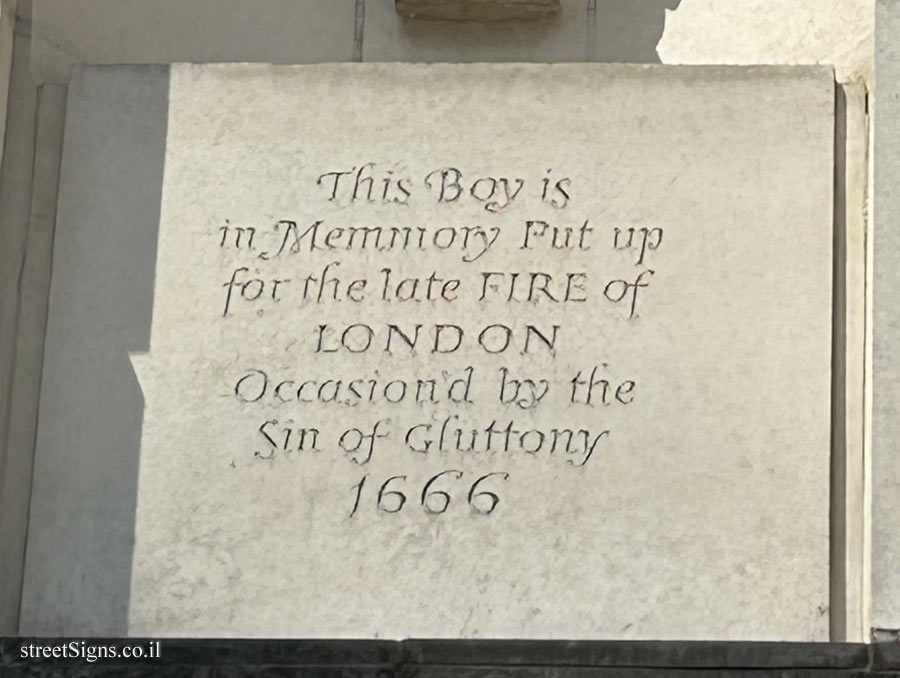 This Boy is
in Memmory Put up
for the late FIRE of
LONDON
Occasion'd by the
Sin of Gluttony
1666
streetSigns.co.il